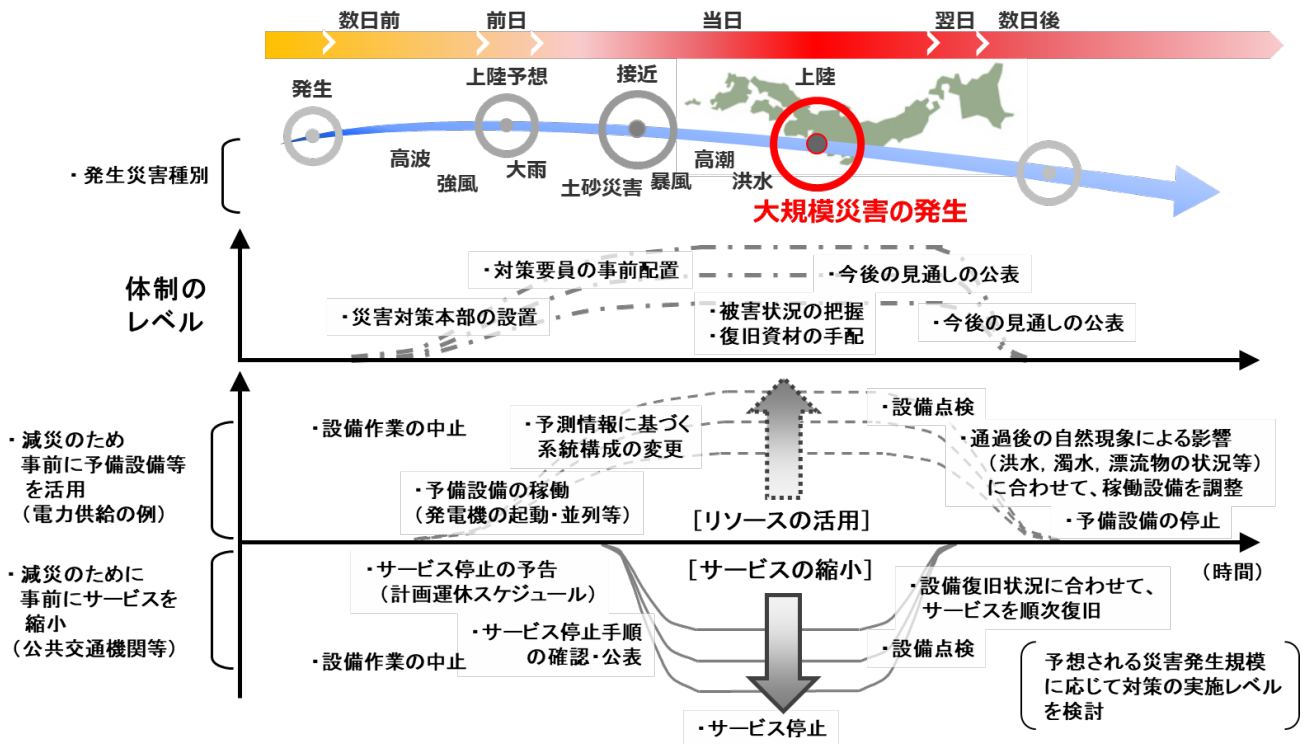 数日前
前日
当日
翌日
数日後
発生
上陸予想
接近
上陸
・発生災害種別
高波
強風
大雨
土砂災害
暴風
高潮
洪水
大規模災害の発生
体制の
レベル
・対策要員の事前配置
・災害対策本部の設置
・今後の見通しの公表
・被害状況の把握
・復旧資材の手配
・今後の見通しの公表
・減災のため
事前に予備設備等
を活用
（電力供給の例）
・設備作業の中止
・予測情報に基づく
系統構成の変更
・予備設備の稼働
（発電機の起動・並列等）
[リソースの活用]
・設備点検
・通過後の自然現象による影響
（洪水，濁水，漂流物の状況等）
に合わせて、稼働設備を調整
・予備設備の停止
・減災のために
事前にサービスを
縮小
（公共交通機関等）
・サービス停止の予告
（計画運休スケジュール）
・サービス停止手順
の確認・公表
・設備作業の中止
[サービスの縮小]
・サービス停止
（時間）
・設備復旧状況に合わせて、
サービスを順次復旧
・設備点検
予想される災害発生規模
に応じて対策の実施レベル
を検討